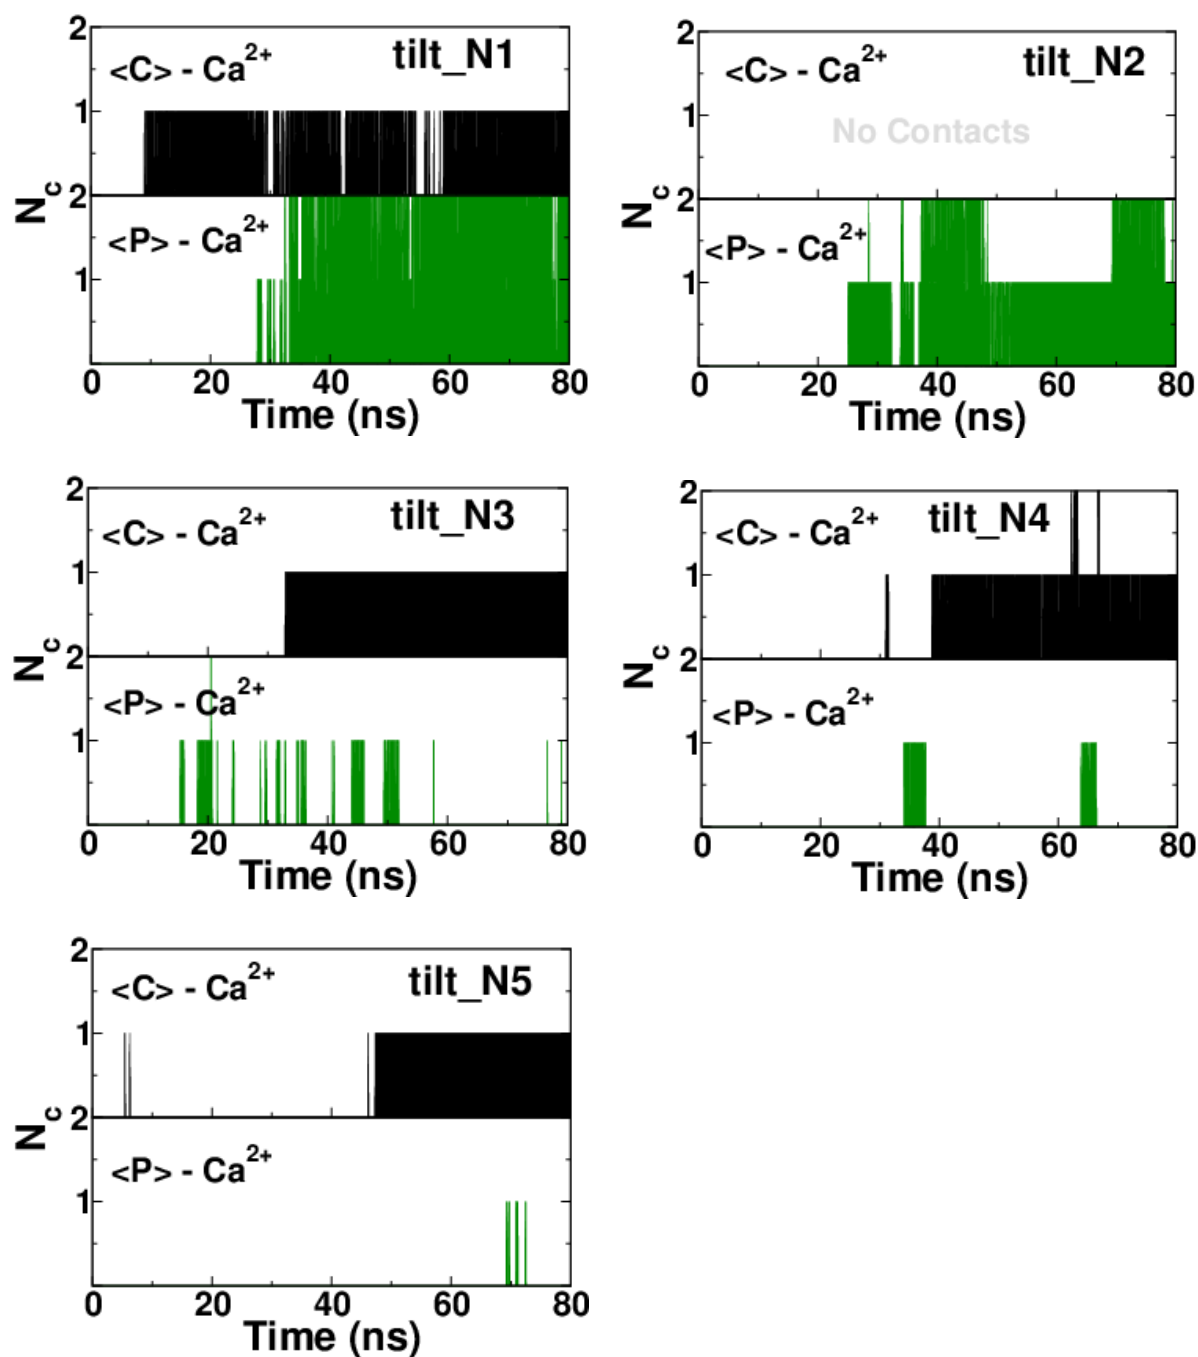 2
<C> - Ca2+
tilt_N1
1
Nc
2
<P> - Ca2+
1
0 20 40 60 80
Time (ns)
2
<C> - Ca2+
tilt_N2
1
No Contacts
Nc
2
<P> - Ca2+
1
0 20 40 60 80
Time (ns)
2
<C> - Ca2+
tilt_N3
1
Nc
2
<P> - Ca2+
1
0 20 40 60 80
Time (ns)
2
<C> - Ca2+
tilt_N4
1
Nc
2
<P> - Ca2+
1
0 20 40 60 80
Time (ns)
2
<C> - Ca2+
tilt_N5
1
Nc
2
<P> - Ca2+
1
0 20 40 60 80
Time (ns)